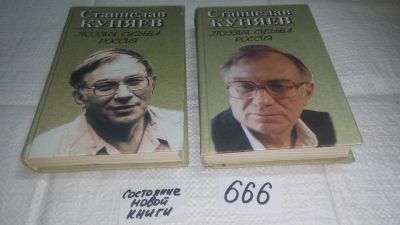 Станислав
КУНЯЕВ
ПОЭЗИЯ. СУДЬБА.
РОССИЯ
Станислав
КУНЯЕВ
ПОЭЗИЯ. СУДЬБА.
РОССИЯ
состояние
новой
книги
666